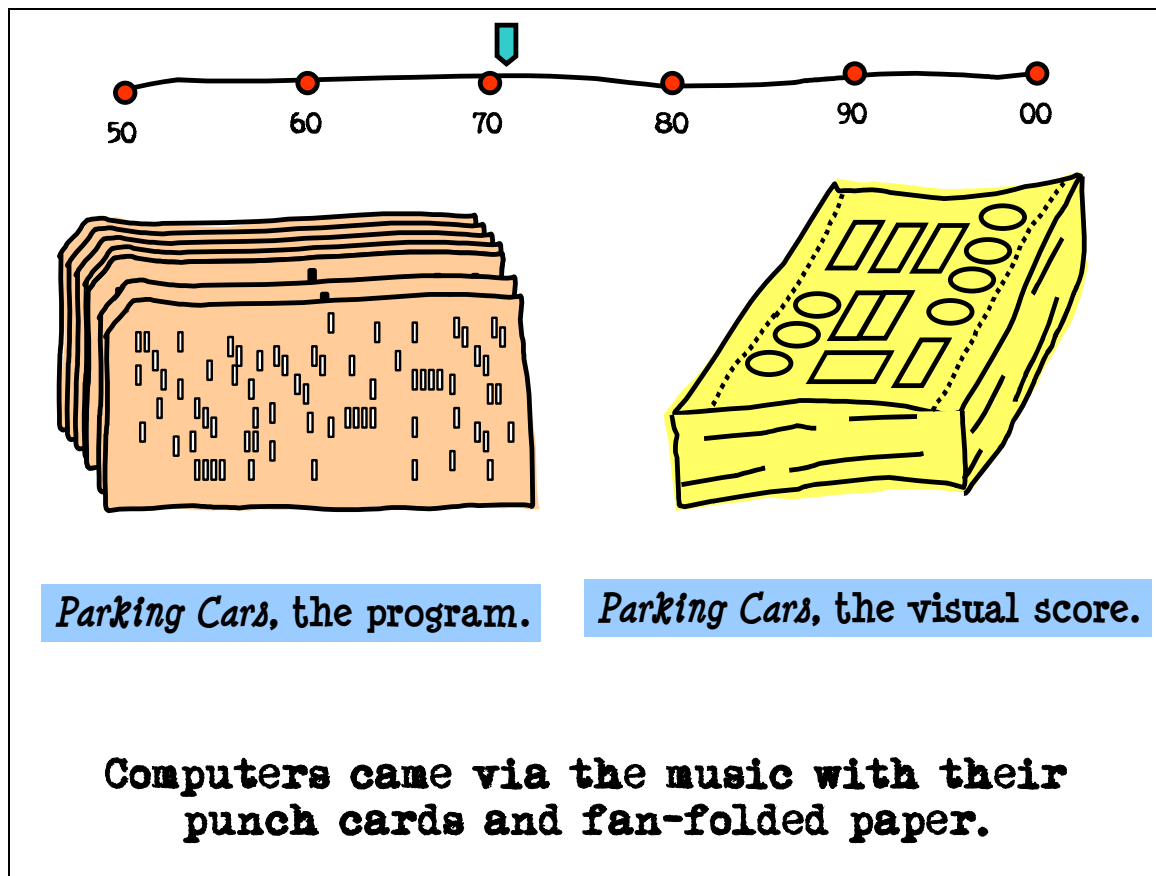 50 60 70 80 90 00
Parking Cars, the program.
Parking Cars, the visual score.
Computers came via the music with their
punch cards and fan-folded paper.